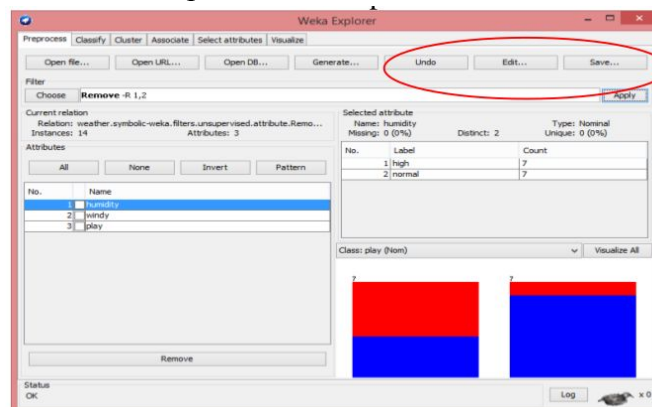 Weka Explorer
Preprocess Classify Cluster Associate Select attributes Visualize
Open file... Open URL... Open DB... Generate... Undo Edit... Save...
Filter
Choose Remove -R 1,2 Apply
Current relation
Relation: weather.symbolic-weka.filters.unsupervised.attribute.Remo...
Instances: 14 Attributes: 3
Selected attribute
Name: humidity Type: Nominal
Missing: 0 (0%) Distinct: 2 Unique: 0 (0%)
Attributes
All None Invert Pattern
No. Name
1 humidity
2 windy
3 play
Remove
No. Label Count
1 high 7
2 normal 7
Class: play (Nom) Visualize All
7 7
Status
OK
Log x 0